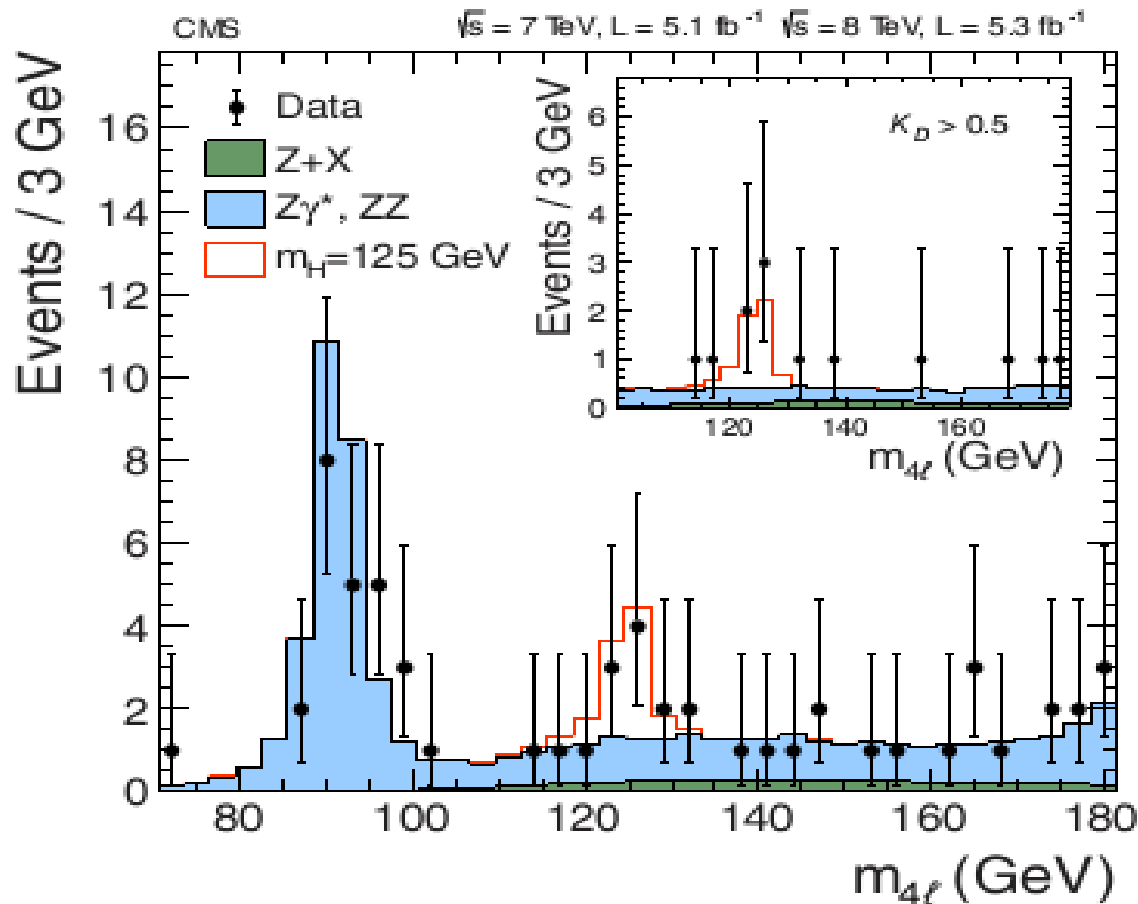 CMS √s = 7 TeV, L = 5.1 fb⁻¹ √s = 8 TeV, L = 5.3 fb⁻¹
Events / 3 GeV
16
14
12
10
8
6
4
2
0
Data
Z+X
Zγ*, ZZ
m_H=125 GeV
80 100 120 140 160 180
m_4ℓ (GeV)
Events / 3 GeV
6
5
4
3
2
1
0
K_D > 0.5
120 140 160
m_4ℓ (GeV)